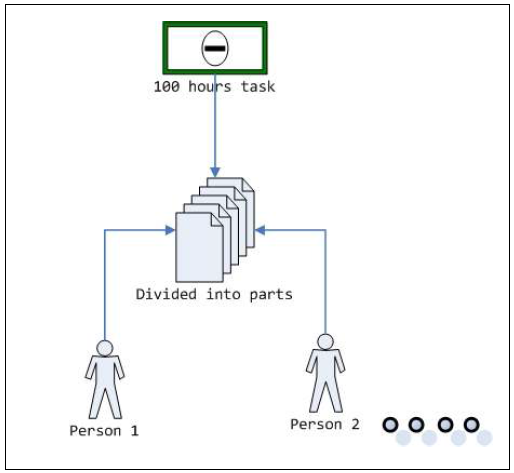 100 hours task
Divided into parts
Person 1
Person 2